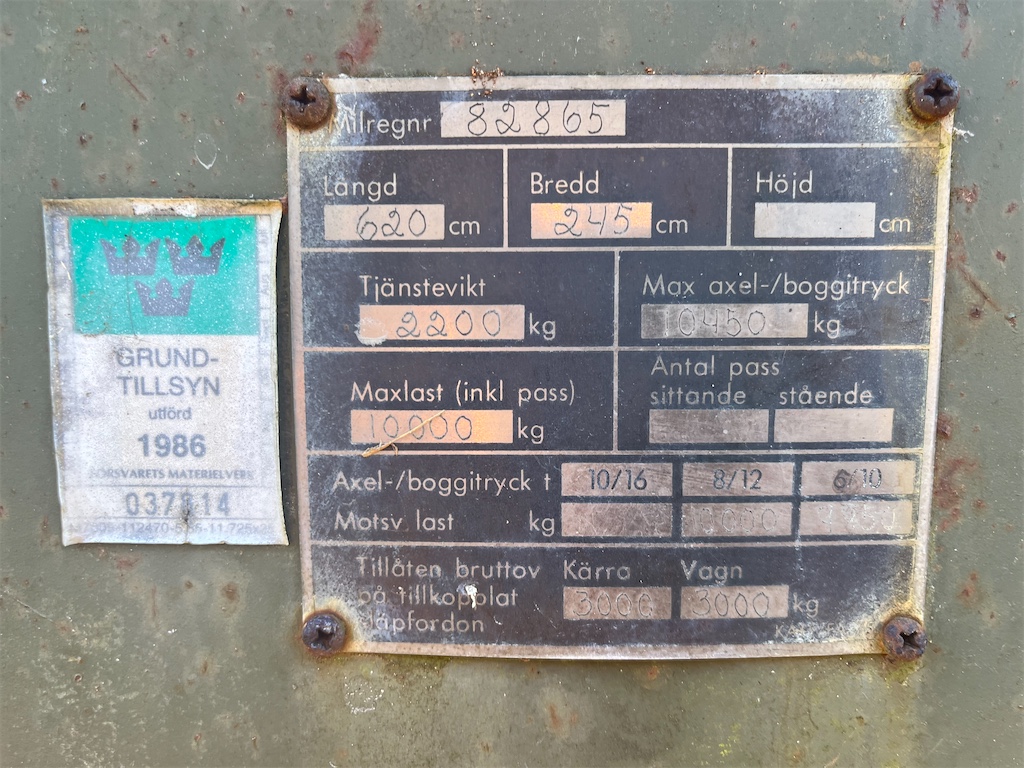 Milregnr 82865
Längd
620 cm
Bredd
245 cm
Höjd
cm
Tjänstevikt
2200 kg
Max axel-/boggitryck
10450 kg
Maxlast (inkl pass)
10000 kg
Antal pass
sittande stående
Axel-/boggitryck t 10/16 8/12 6/10
Motsv. last kg
Tillåten bruttov Kärra Vagn
på tillkopplat 3000 3000 kg
släpfordon
GRUND-
TILLSYN
utförd
1986
FÖRSVARETS MATERIELVERK